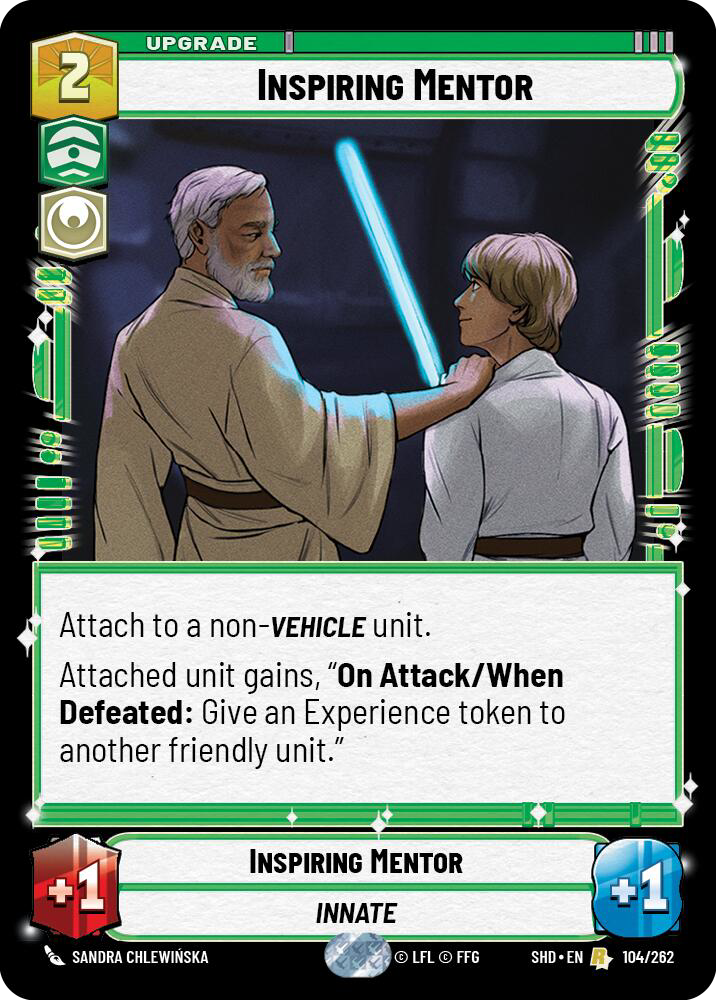 UPGRADE
2
INSPIRING MENTOR
Attach to a non-VEHICLE unit.
Attached unit gains, “On Attack/When
Defeated: Give an Experience token to
another friendly unit.”
INSPIRING MENTOR
+1
+1
INNATE
SANDRA CHLEWIŃSKA
© LFL © FFG
SHD • EN R 104/262